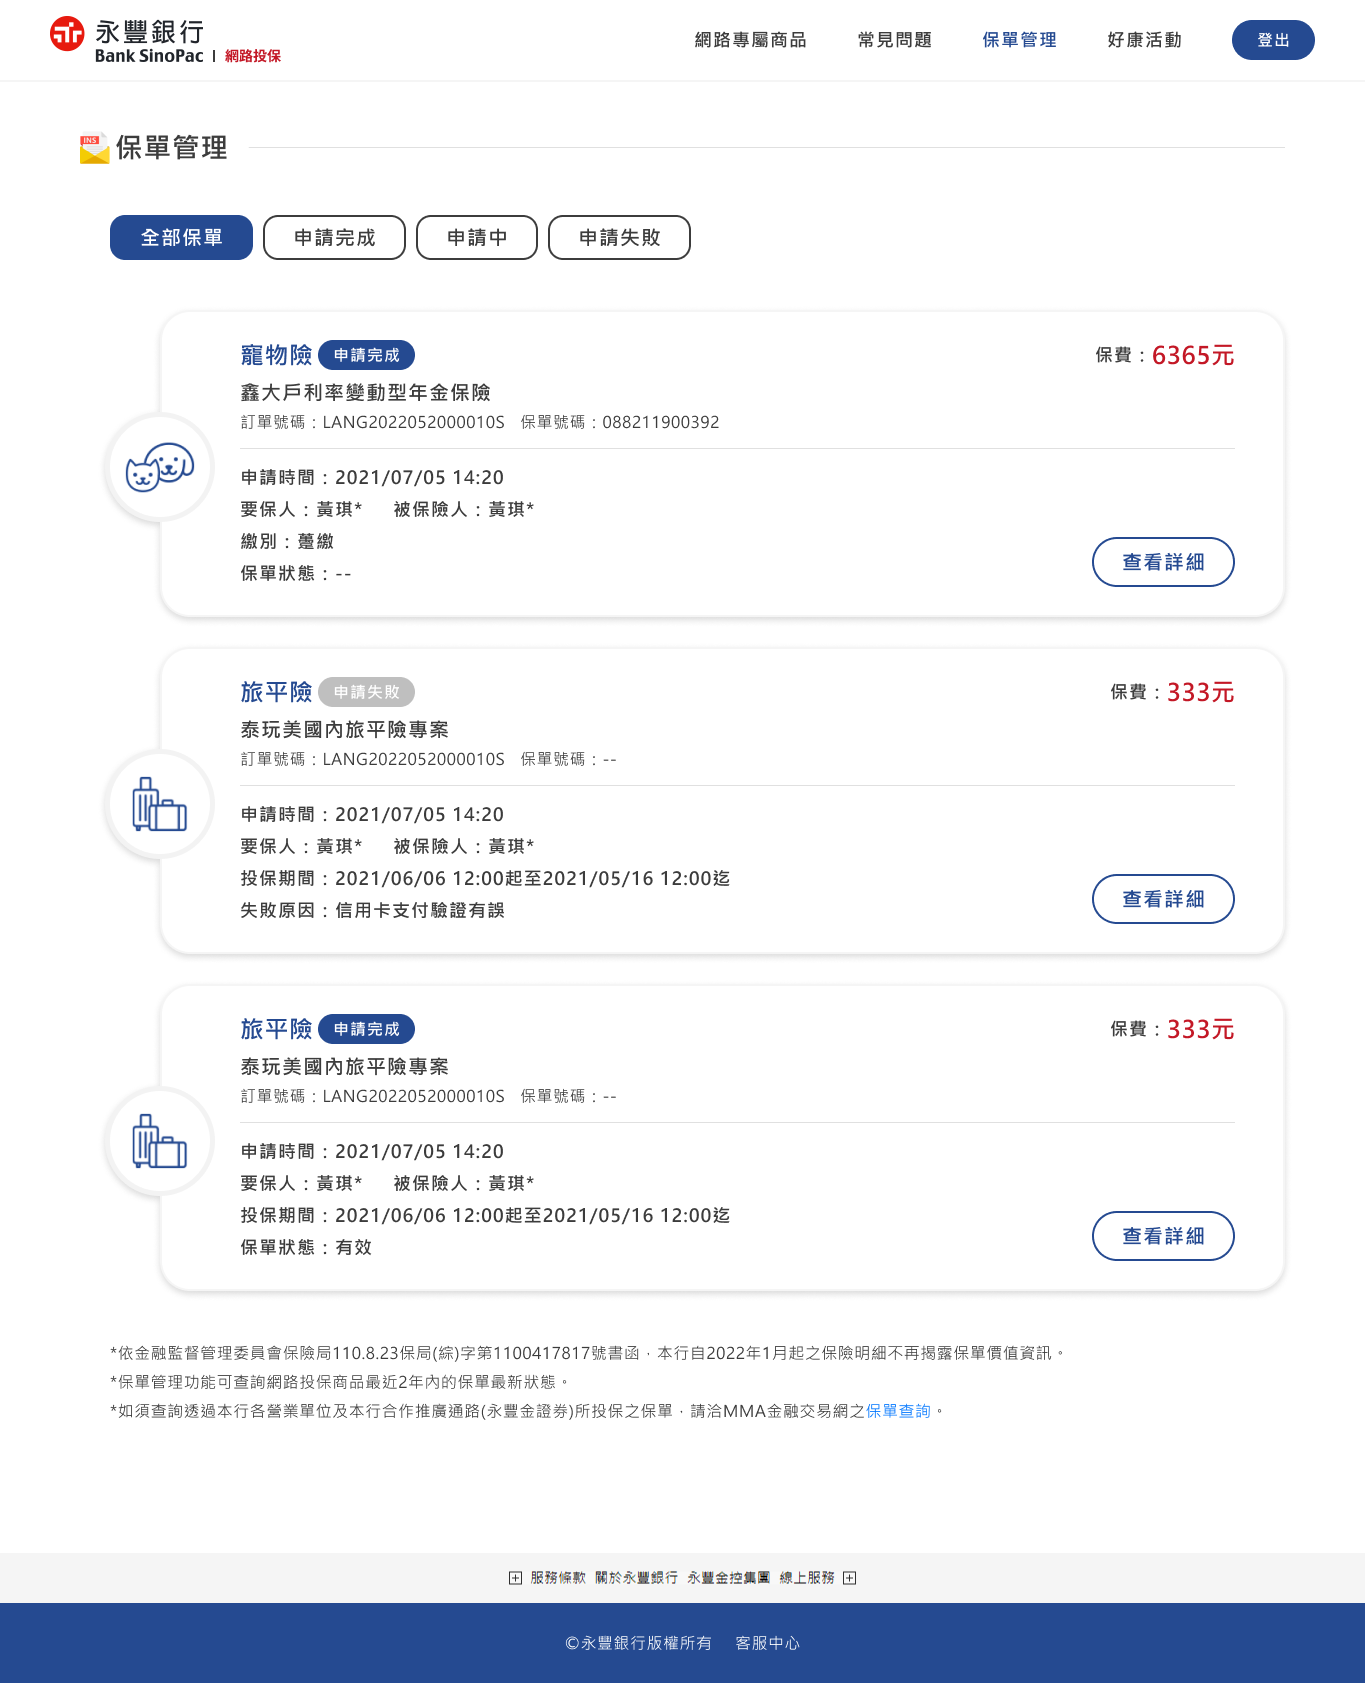 永豐銀行
Bank SinoPac | 網路投保
網路專屬商品 常見問題 保單管理 好康活動 登出
INS 保單管理
全部保單 申請完成 申請中 申請失敗
寵物險 申請完成 保費：6365元
鑫大戶利率變動型年金保險
訂單號碼：LANG2022052000010S 保單號碼：088211900392
申請時間：2021/07/05 14:20
要保人：黃琪* 被保險人：黃琪*
繳別：躉繳
保單狀態：--
查看詳細
旅平險 申請失敗 保費：333元
泰玩美國內旅平險專案
訂單號碼：LANG2022052000010S 保單號碼：--
申請時間：2021/07/05 14:20
要保人：黃琪* 被保險人：黃琪*
投保期間：2021/06/06 12:00起至2021/05/16 12:00迄
失敗原因：信用卡支付驗證有誤
查看詳細
旅平險 申請完成 保費：333元
泰玩美國內旅平險專案
訂單號碼：LANG2022052000010S 保單號碼：--
申請時間：2021/07/05 14:20
要保人：黃琪* 被保險人：黃琪*
投保期間：2021/06/06 12:00起至2021/05/16 12:00迄
保單狀態：有效
查看詳細
*依金融監督管理委員會保險局110.8.23保局(綜)字第1100417817號書函，本行自2022年1月起之保險明細不再揭露保單價值資訊。
*保單管理功能可查詢網路投保商品最近2年內的保單最新狀態。
*如須查詢透過本行各營業單位及本行合作推廣通路(永豐金證券)所投保之保單，請洽MMA金融交易網之保單查詢。
服務條款 關於永豐銀行 永豐金控集團 線上服務
©永豐銀行版權所有 客服中心